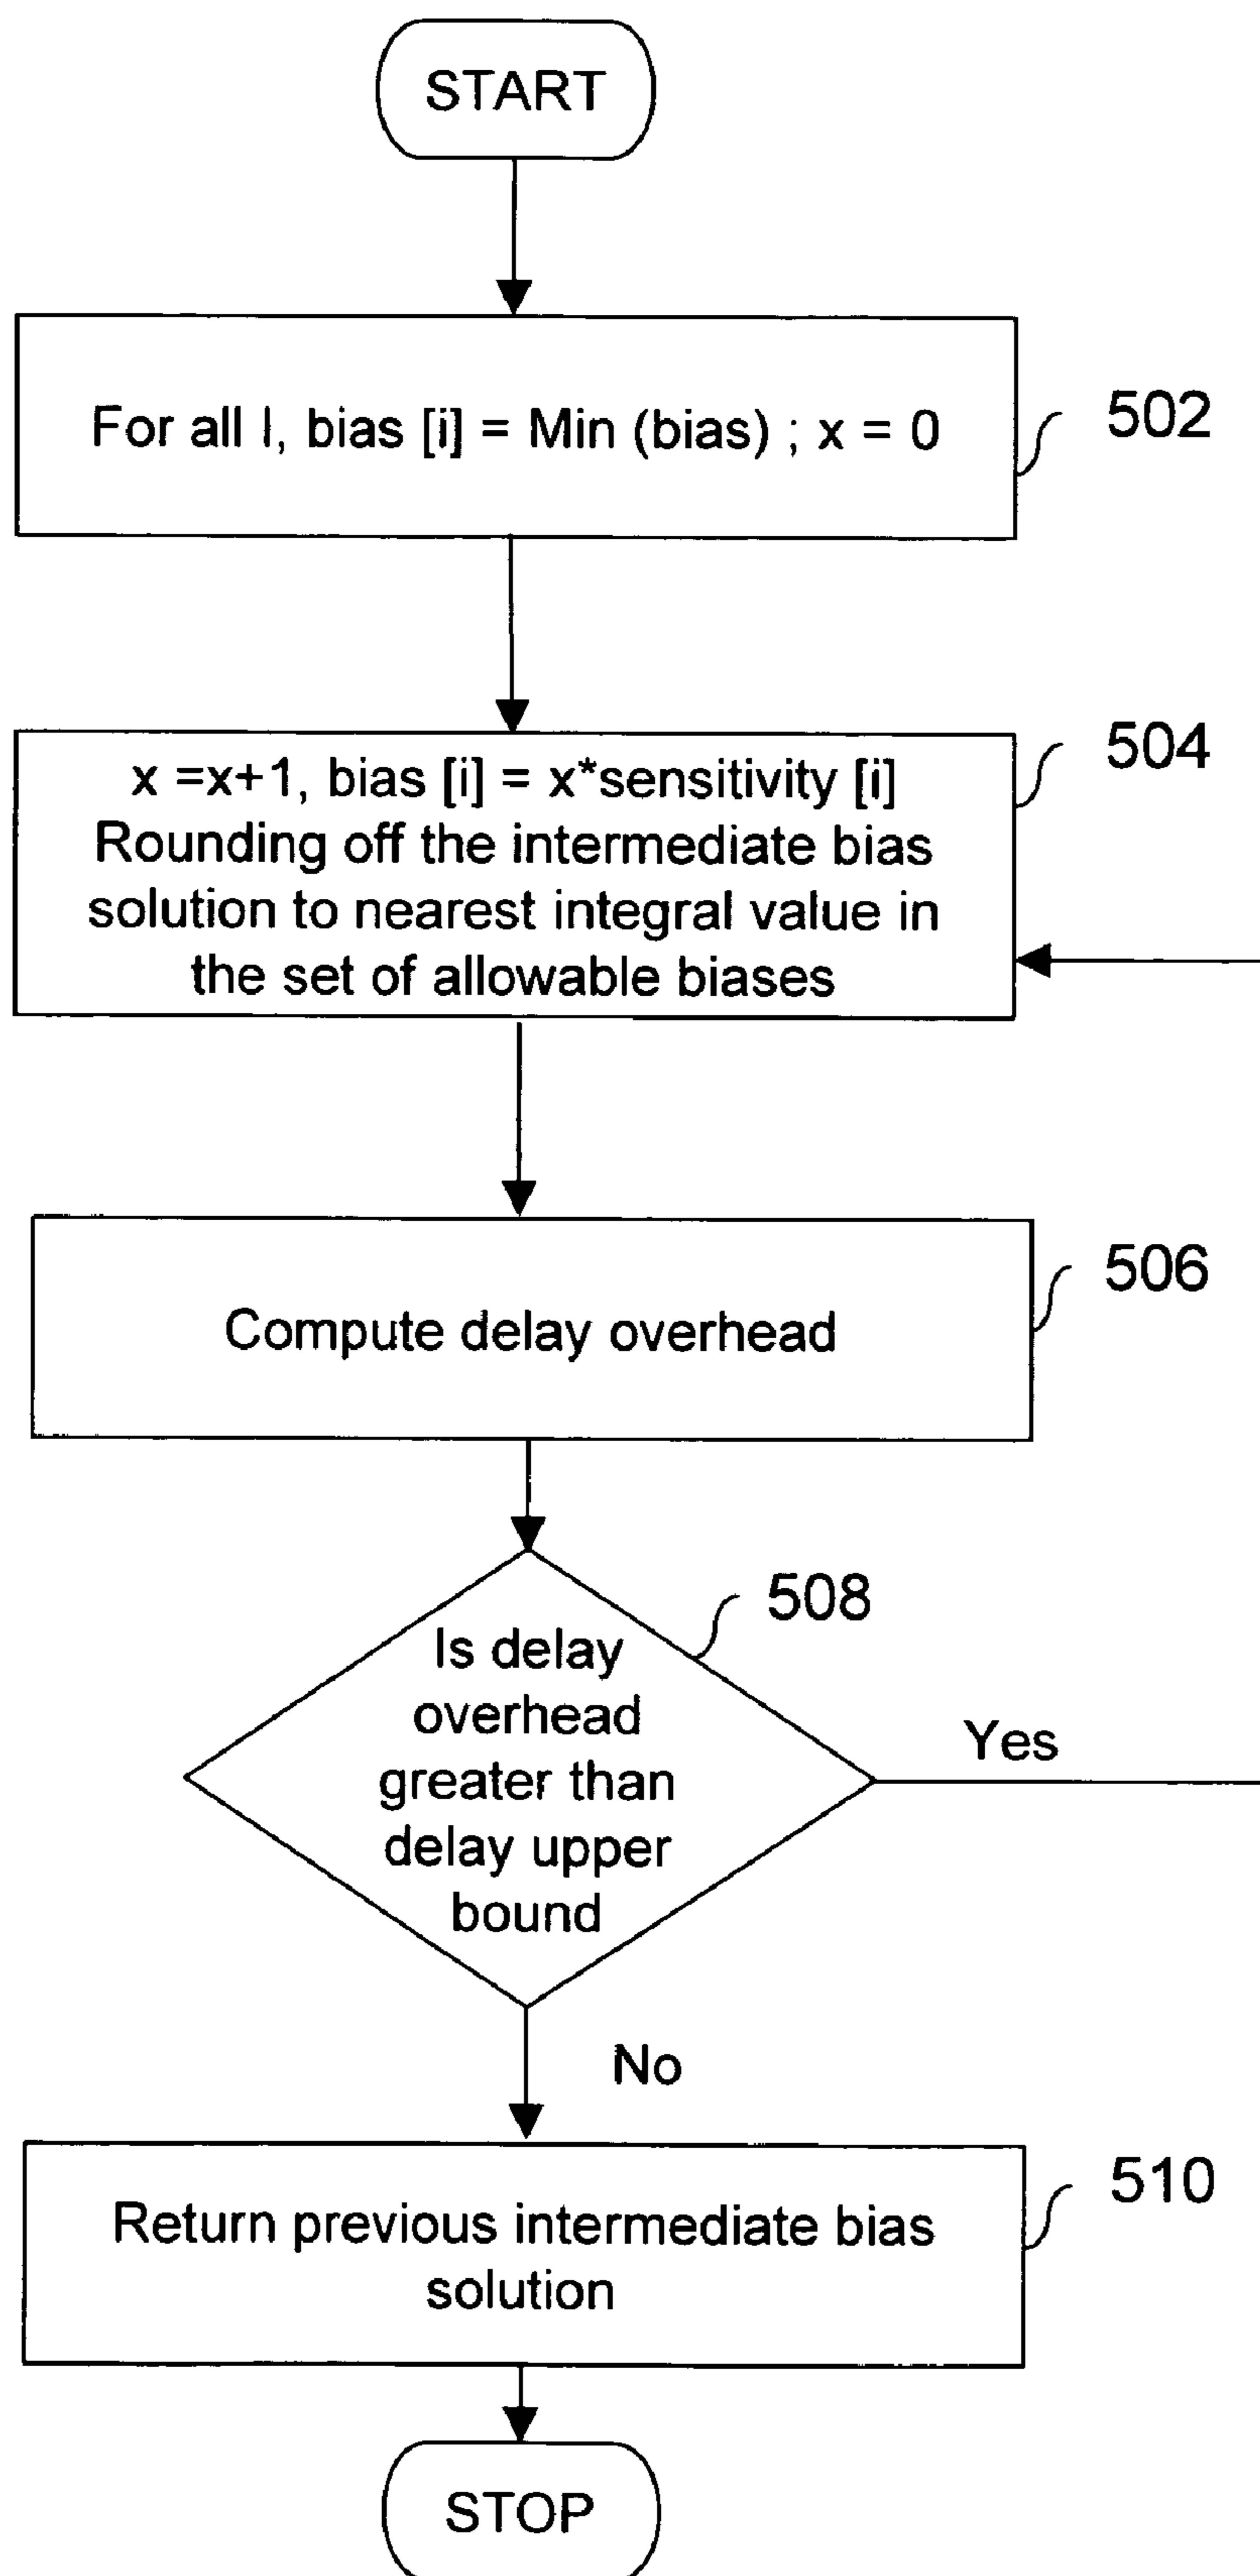 START
For all I, bias [i] = Min (bias) ; x = 0
502
x =x+1, bias [i] = x*sensitivity [i]
Rounding off the intermediate bias
solution to nearest integral value in
the set of allowable biases
504
Compute delay overhead
506
Is delay
overhead
greater than
delay upper
bound
508
Yes
No
Return previous intermediate bias
solution
510
STOP